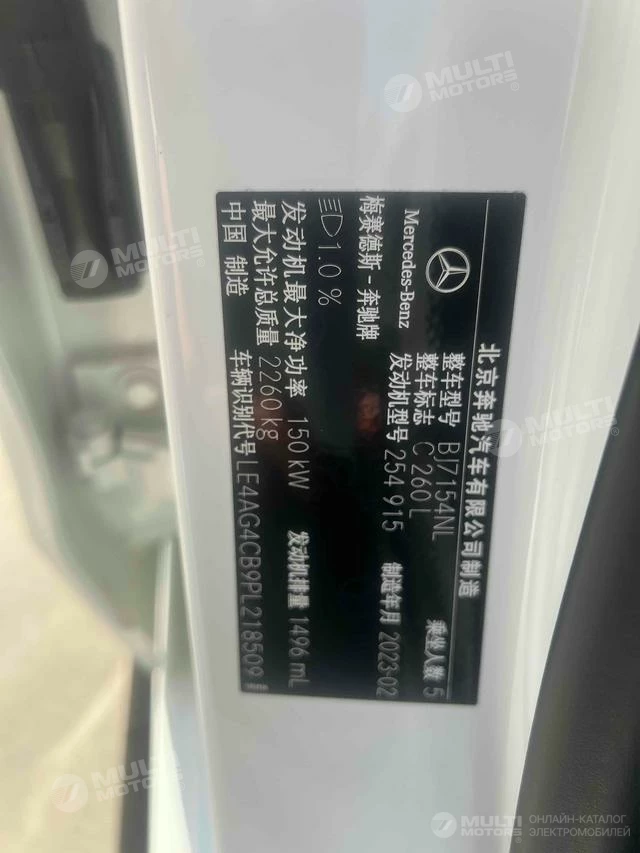 北京奔驰汽车有限公司制造
Mercedes-Benz
梅赛德斯-奔驰牌
整车型号 BJ7154NL 乘坐人数 5
整车标志 C 260 L
发动机型号 254 915 制造年月 2023-02
1.0 %
发动机最大净功率 150 kW 发动机排量 1496 mL
最大允许总质量 2260 kg
中国 制造 车辆识别代号 LE4AG4CB9PL218509
MULTI MOTORS®
MULTI MOTORS®
MULTI MOTORS
MULTI MOTORS
MULTI MOTORS
ОНЛАЙН-КАТАЛОГ
ЭЛЕКТРОМОБИЛЕЙ